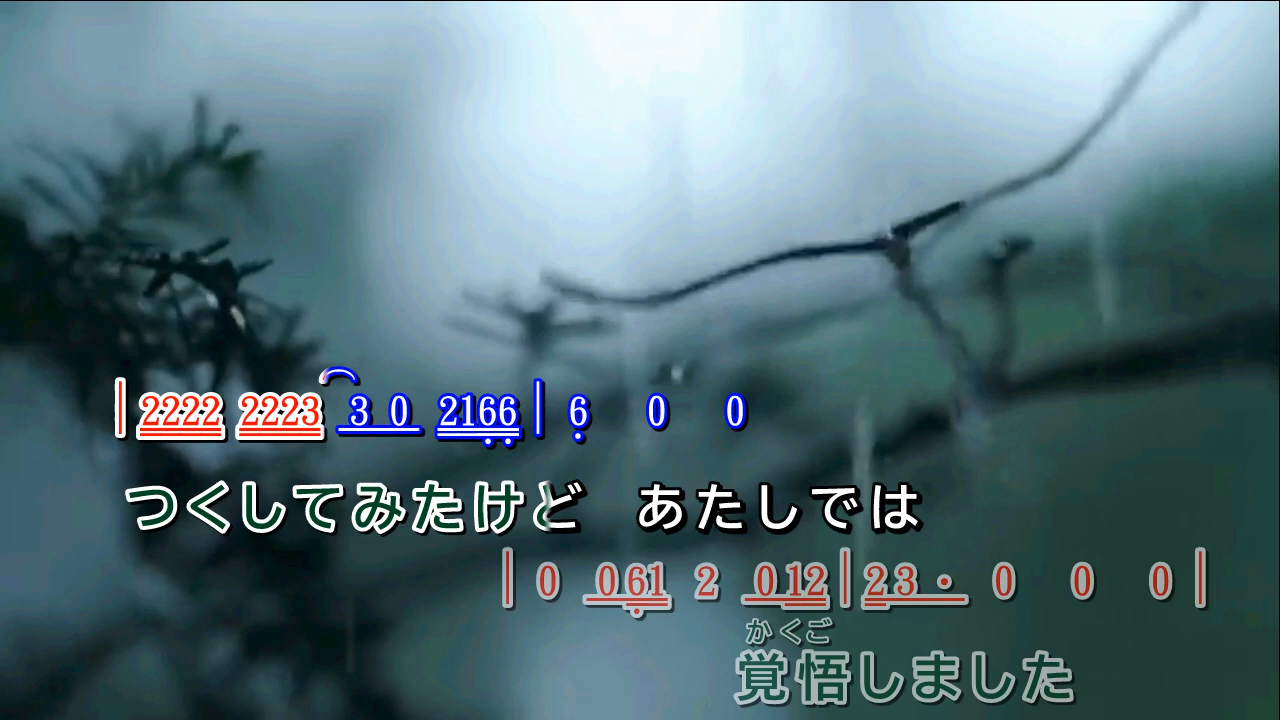 |2222 2223 3 0 2166| 6 0 0
つくしてみたけど あたしでは
|0 061 2 012|23· 0 0 0|
かくご
覚悟しました